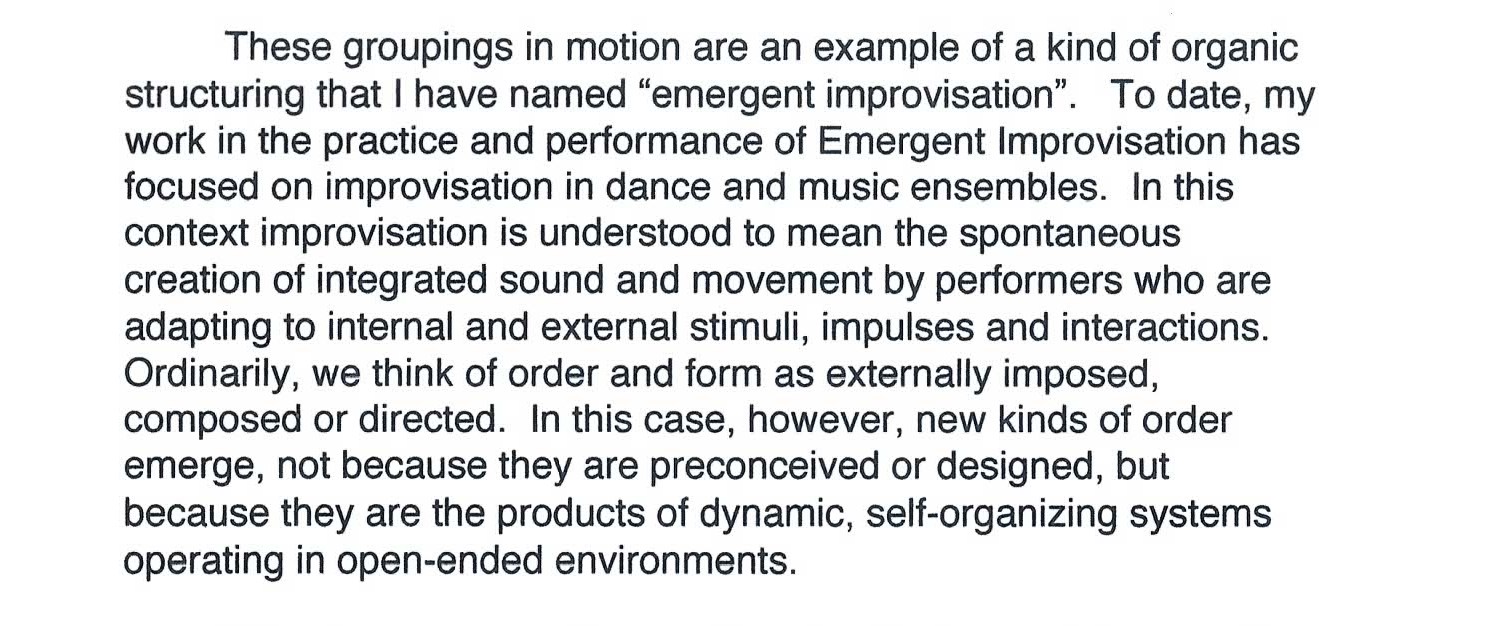 These groupings in motion are an example of a kind of organic
structuring that I have named “emergent improvisation”.   To date, my
work in the practice and performance of Emergent Improvisation has
focused on improvisation in dance and music ensembles.  In this
context improvisation is understood to mean the spontaneous
creation of integrated sound and movement by performers who are
adapting to internal and external stimuli, impulses and interactions.
Ordinarily, we think of order and form as externally imposed,
composed or directed.  In this case, however, new kinds of order
emerge, not because they are preconceived or designed, but
because they are the products of dynamic, self-organizing systems
operating in open-ended environments.